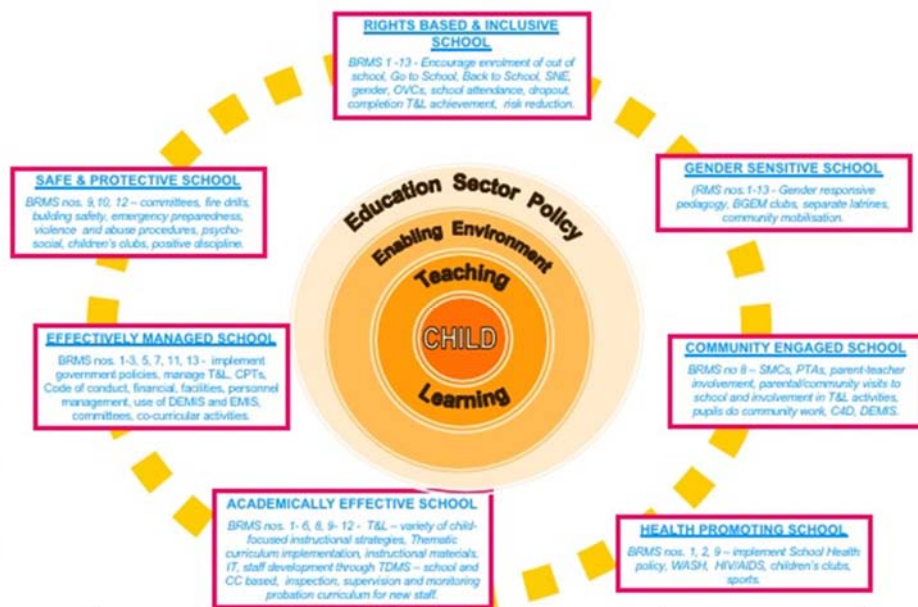 RIGHTS BASED & INCLUSIVE
SCHOOL
BRMS 1 -13 - Encourage enrolment of out of
school, Go to School, Back to School, SNE,
gender, OVCs, school attendance, dropout,
completion T&L achievement, risk reduction.
SAFE & PROTECTIVE SCHOOL
BRMS nos. 9,10, 12 – committees, fire drills,
building safety, emergency preparedness,
violence and abuse procedures, psycho-
social, children's clubs, positive discipline.
GENDER SENSITIVE SCHOOL
(RMS nos.1-13 - Gender responsive
pedagogy, BGEM clubs, separate latrines,
community mobilisation.
Education Sector Policy
Enabling Environment
Teaching
CHILD
Learning
EFFECTIVELY MANAGED SCHOOL
BRMS nos. 1-3, 5, 7, 11, 13 - implement
government policies, manage T&L, CPTs,
Code of conduct, financial, facilities, personnel
management, use of DEMIS and EMIS,
committees, co-curricular activities.
COMMUNITY ENGAGED SCHOOL
BRMS no 8 – SMCs, PTAs, parent-teacher
involvement, parental/community visits to
school and involvement in T&L activities,
pupils do community work, C4D, DEMIS.
ACADEMICALLY EFFECTIVE SCHOOL
BRMS nos. 1- 6, 8, 9- 12 - T&L – variety of child-
focused instructional strategies, Thematic
curriculum implementation, instructional materials,
IT, staff development through TDMS – school and
CC based, inspection, supervision and monitoring
probation curriculum for new staff.
HEALTH PROMOTING SCHOOL
BRMS nos. 1, 2, 9 – implement School Health
policy, WASH, HIV/AIDS, children's clubs,
sports.